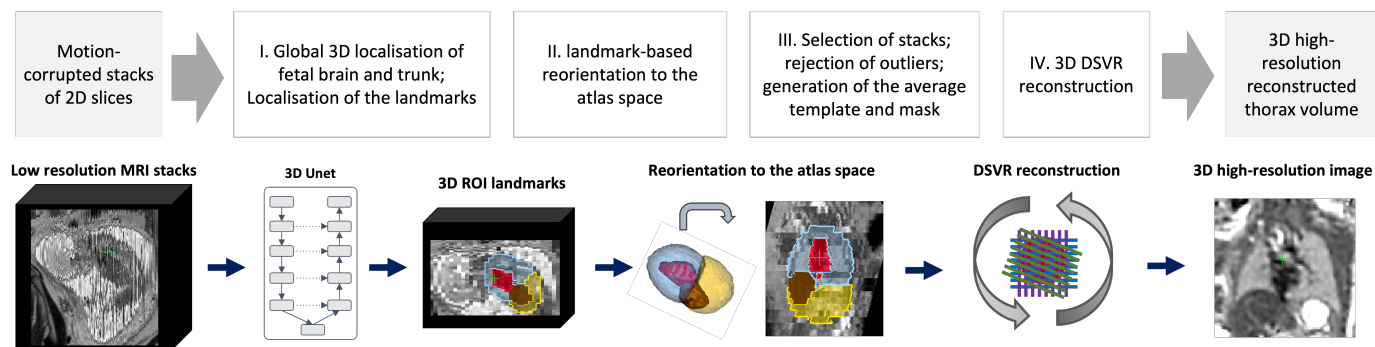 Motion-
corrupted stacks
of 2D slices
I. Global 3D localisation of
fetal brain and trunk;
Localisation of the landmarks
II. landmark-based
reorientation to the
atlas space
III. Selection of stacks;
rejection of outliers;
generation of the average
template and mask
IV. 3D DSVR
reconstruction
3D high-
resolution
reconstructed
thorax volume
Low resolution MRI stacks
3D Unet
3D ROI landmarks
Reorientation to the atlas space
DSVR reconstruction
3D high-resolution image